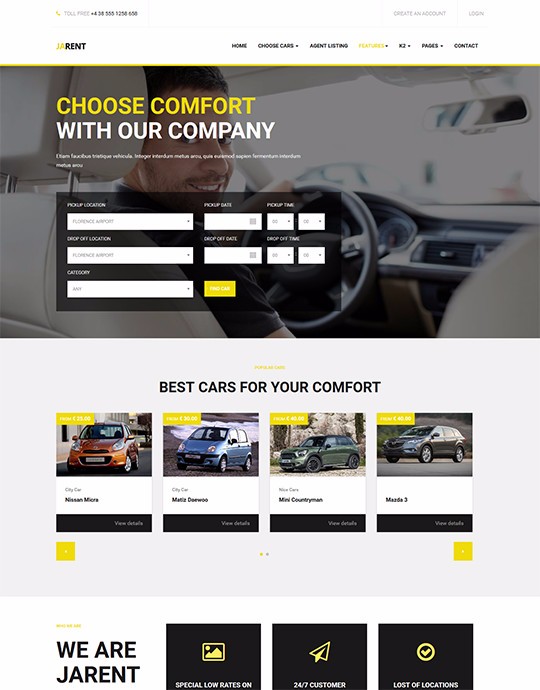 TOLL FREE +4 38 555 1258 658
CREATE AN ACCOUNT
LOGIN
JARENT
HOME CHOOSE CARS AGENT LISTING FEATURES K2 PAGES CONTACT
CHOOSE COMFORT
WITH OUR COMPANY
Etiam faucibus tristique vehicula. Integer interdum metus arcu, quis euismod sapien fermentum interdum
metus arcu
PICKUP LOCATION PICKUP DATE PICKUP TIME
FLORENCE AIRPORT 00 00
DROP OFF LOCATION DROP OFF DATE DROP OFF TIME
FLORENCE AIRPORT 00 00
CATEGORY
ANY FIND CAR
POPULAR CARS
BEST CARS FOR YOUR COMFORT
FROM € 25.00 FROM € 30.00 FROM € 40.00 FROM € 40.00
City Car City Car Nice Cars
Nissan Micra Matiz Daewoo Mini Countryman Mazda 3
View details View details View details View details
WHO WE ARE
WE ARE
JARENT
SPECIAL LOW RATES ON 24/7 CUSTOMER LOST OF LOCATIONS